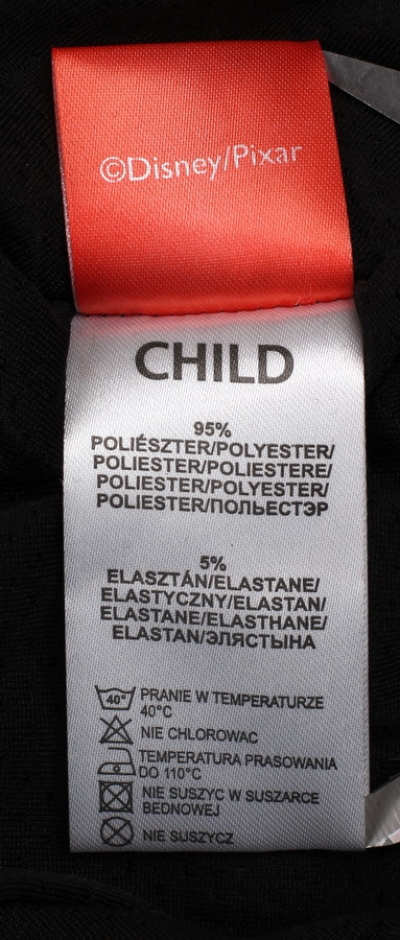 ©Disney/Pixar
CHILD
95%
POLIÉSZTER/POLYESTER/
POLIESTER/POLIESTERE/
POLIESTER/POLYESTER/
POLIESTER/ПОЛЬЕСТЭР
5%
ELASZTÁN/ELASTANE/
ELASTYCZNY/ELASTAN/
ELASTANE/ELASTHANE/
ELASTAN/ЭЛЯСТЫНА
40° PRANIE W TEMPERATURZE
40°C
NIE CHLOROWAC
TEMPERATURA PRASOWANIA
DO 110°C
NIE SUSZYC W SUSZARCE
BEDNOWEJ
NIE SUSZYCZ